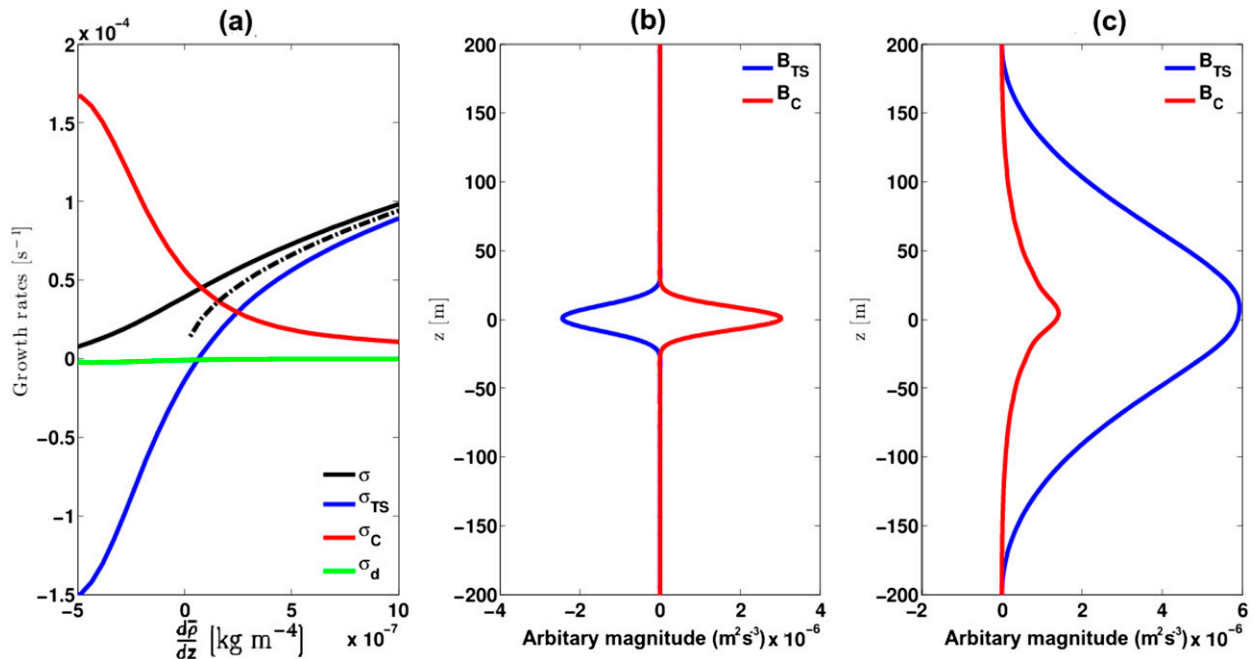 (a)
x 10⁻⁴
2
1.5
1
0.5
0
−0.5
−1
−1.5
Growth rates [s⁻¹]
σ
σ_TS
σ_C
σ_d
−5 0 5 10
dρ̄/dz [kg m⁻⁴] x 10⁻⁷
(b)
200
150
100
50
0
−50
−100
−150
−200
z [m]
B_TS
B_C
−4 −2 0 2 4
Arbitary magnitude (m²s⁻³) x 10⁻⁶
(c)
200
150
100
50
0
−50
−100
−150
−200
z [m]
B_TS
B_C
0 2 4 6
Arbitary magnitude (m²s⁻³) x 10⁻⁶